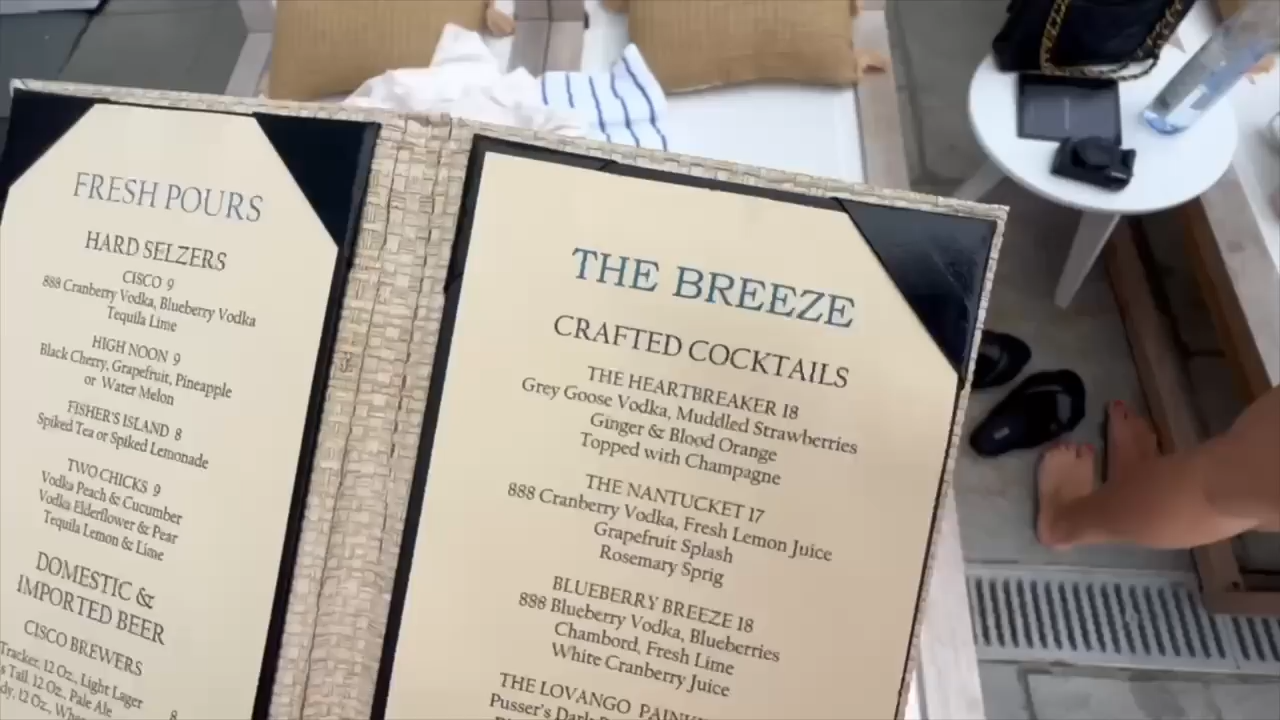 FRESH POURS
HARD SELZERS
CISCO 9
888 Cranberry Vodka, Blueberry Vodka
Tequila Lime
HIGH NOON 9
Black Cherry, Grapefruit, Pineapple
or Water Melon
FISHER'S ISLAND 8
Spiked Tea or Spiked Lemonade
TWO CHICKS 9
Vodka Peach & Cucumber
Vodka Elderflower & Pear
Tequila Lemon & Lime
DOMESTIC &
IMPORTED BEER
CISCO BREWERS
Tracker, 12 Oz., Light Lager
Tail, 12 Oz., Pale Ale
12 Oz.,
8
THE BREEZE
CRAFTED COCKTAILS
THE HEARTBREAKER 18
Grey Goose Vodka, Muddled Strawberries
Ginger & Blood Orange
Topped with Champagne
THE NANTUCKET 17
888 Cranberry Vodka, Fresh Lemon Juice
Grapefruit Splash
Rosemary Sprig
BLUEBERRY BREEZE 18
888 Blueberry Vodka, Blueberries
Chambord, Fresh Lime
White Cranberry Juice
THE LOVANGO
Pusser's Dark